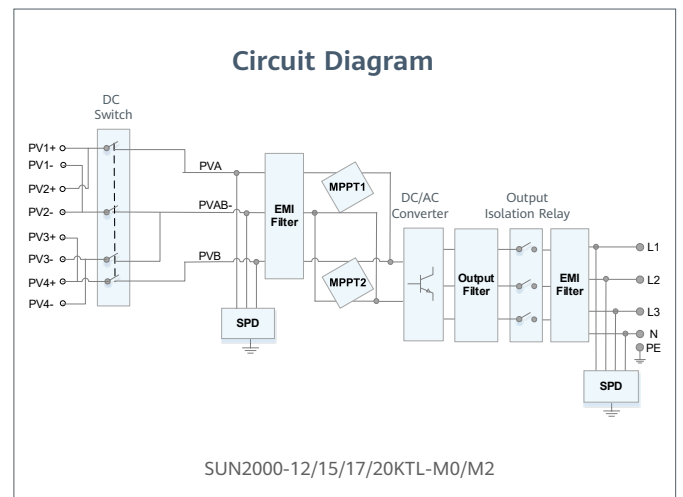 Circuit Diagram
DC
Switch
PV1+
PV1-
PV2+
PV2-
PV3+
PV3-
PV4+
PV4-
PVA
PVAB-
PVB
EMI
Filter
MPPT1
MPPT2
SPD
DC/AC
Converter
Output
Filter
Output
Isolation Relay
EMI
Filter
L1
L2
L3
N
PE
SPD
SUN2000-12/15/17/20KTL-M0/M2